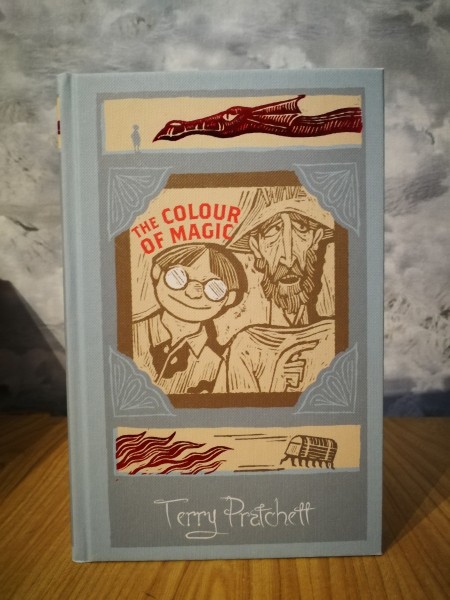 THE COLOUR
OF MAGIC
Terry Pratchett